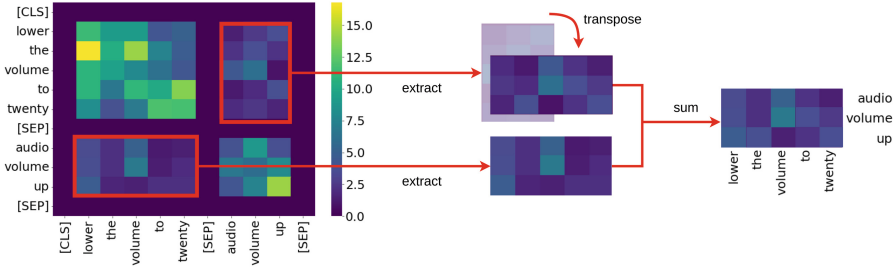 [CLS]
lower
the
volume
to
twenty
[SEP]
audio
volume
up
[SEP]
[CLS]
lower
the
volume
to
twenty
[SEP]
audio
volume
up
[SEP]
15.0
12.5
10.0
7.5
5.0
2.5
0.0
extract
extract
transpose
sum
audio
volume
up
lower
the
volume
to
twenty